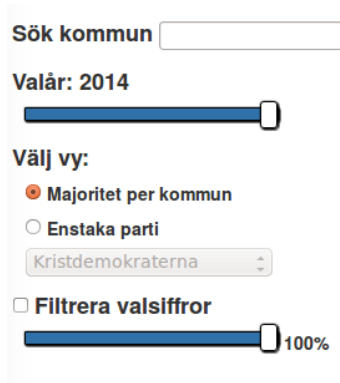 Sök kommun
Valår: 2014
Välj vy:
Majoritet per kommun
Enstaka parti
Kristdemokraterna
Filtrera valsiffror
100%